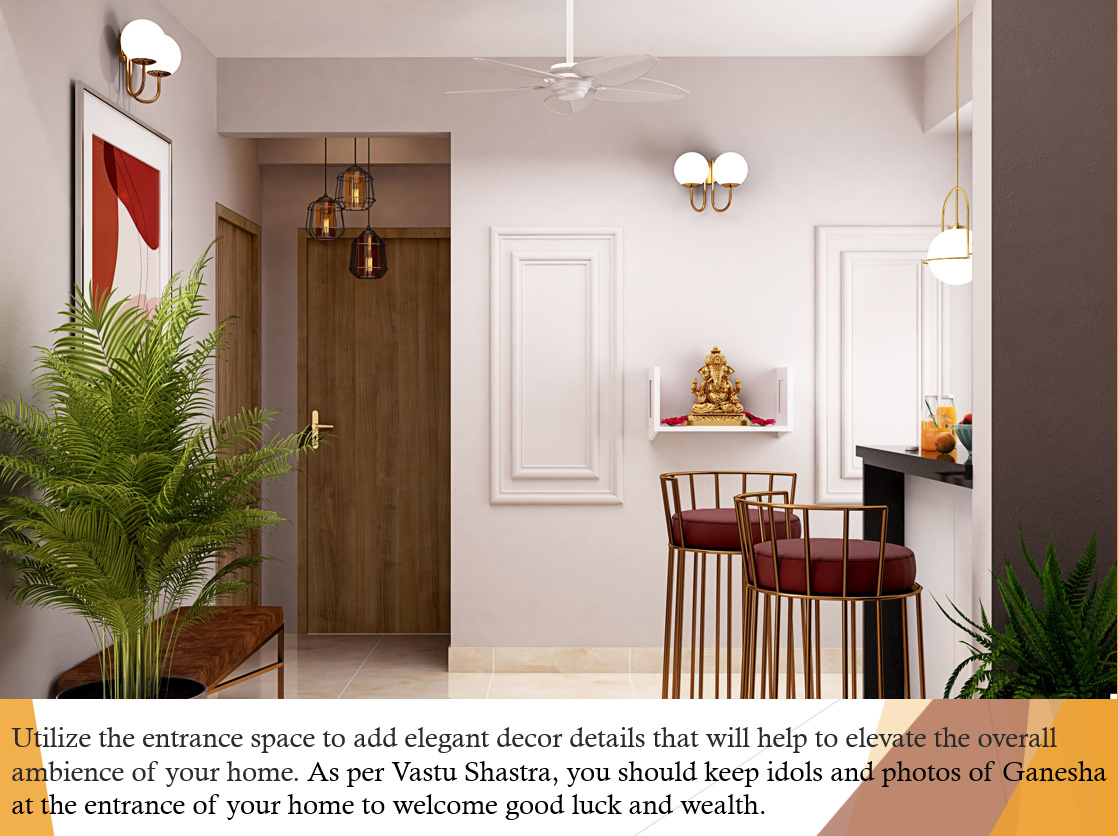 Utilize the entrance space to add elegant decor details that will help to elevate the overall
ambience of your home. As per Vastu Shastra, you should keep idols and photos of Ganesha
at the entrance of your home to welcome good luck and wealth.